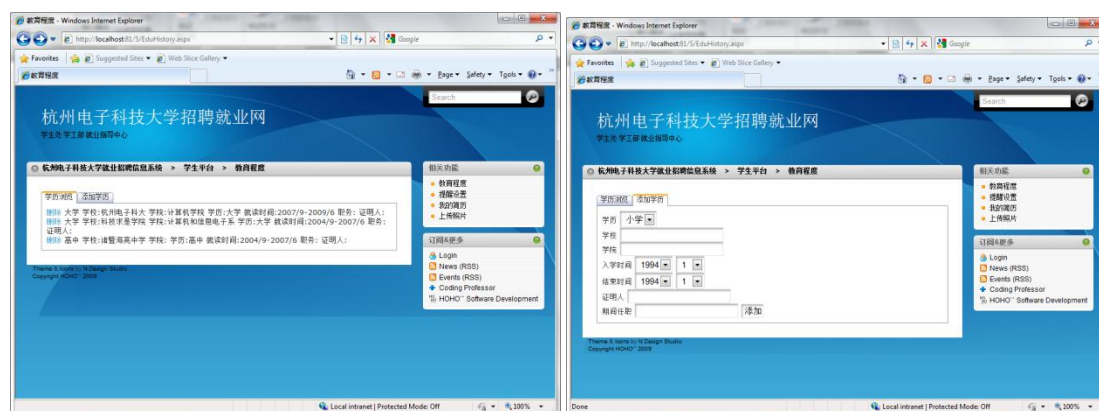 教育程度 - Windows Internet Explorer
http://localhost:81/S/EduHistory.aspx
Google
Favorites
Suggested Sites
Web Slice Gallery
教育程度
Page
Safety
Tools
Search
杭州电子科技大学招聘就业网
学生处 学工部 就业指导中心
杭州电子科技大学就业招聘信息系统 > 学生平台 > 教育程度
学历浏览 添加学历
删除 大学 学校:杭州电子科大 学院:计算机学院 学历:大学 就读时间:2007/9-2009/6 职务: 证明人:
删除 大学 学校:科技术是学院 学院:计算机和信息电子系 学历:大学 就读时间:2004/9-2007/6 职务:
证明人:
删除 高中 学校:诸暨海亮中学 学院: 学历:高中 就读时间:2004/9-2007/6 职务: 证明人:
相关功能
教育程度
提醒设置
我的简历
上传照片
订阅&更多
Login
News (RSS)
Events (RSS)
Coding Professor
HOHO™ Software Development
Theme & Icons by N.Design Studio
Copyright HOHO™ 2009
Local intranet | Protected Mode: Off
100%
教育程度 - Windows Internet Explorer
http://localhost:81/S/EduHistory.aspx
Google
Favorites
Suggested Sites
Web Slice Gallery
教育程度
Page
Safety
Tools
Search
杭州电子科技大学招聘就业网
学生处 学工部 就业指导中心
杭州电子科技大学就业招聘信息系统 > 学生平台 > 教育程度
学历浏览 添加学历
学历 小学
学校
学院
入学时间 1994 1
结束时间 1994 1
证明人
期间任职 添加
相关功能
教育程度
提醒设置
我的简历
上传照片
订阅&更多
Login
News (RSS)
Events (RSS)
Coding Professor
HOHO™ Software Development
Theme & Icons by N.Design Studio
Copyright HOHO™ 2009
Done
Local intranet | Protected Mode: Off
100%